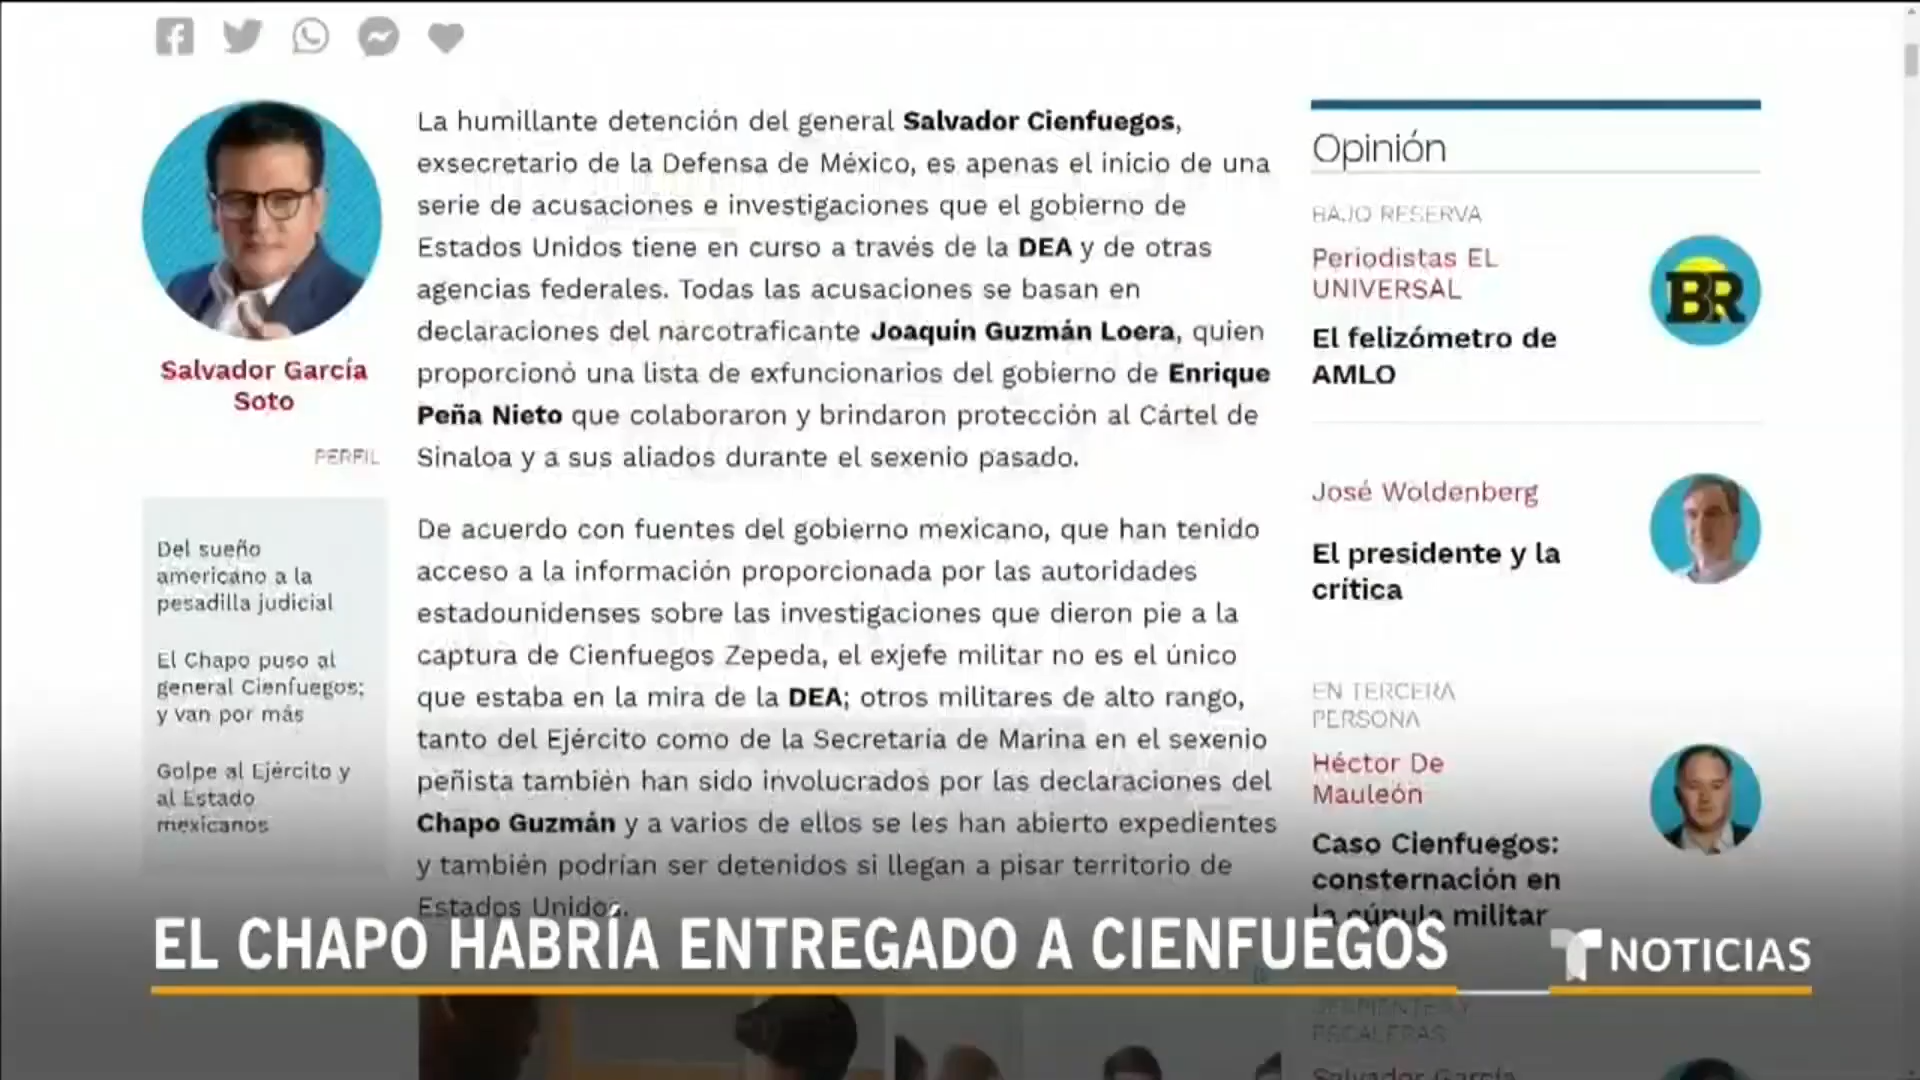 La humillante detención del general Salvador Cienfuegos,
exsecretario de la Defensa de México, es apenas el inicio de una
serie de acusaciones e investigaciones que el gobierno de
Estados Unidos tiene en curso a través de la DEA y de otras
agencias federales. Todas las acusaciones se basan en
declaraciones del narcotraficante Joaquín Guzmán Loera, quien
proporcionó una lista de exfuncionarios del gobierno de Enrique
Peña Nieto que colaboraron y brindaron protección al Cártel de
Sinaloa y a sus aliados durante el sexenio pasado.
De acuerdo con fuentes del gobierno mexicano, que han tenido
acceso a la información proporcionada por las autoridades
estadounidenses sobre las investigaciones que dieron pie a la
captura de Cienfuegos Zepeda, el exjefe militar no es el único
que estaba en la mira de la DEA; otros militares de alto rango,
tanto del Ejército como de la Secretaría de Marina en el sexenio
peñista también han sido involucrados por las declaraciones del
Chapo Guzmán y a varios de ellos se les han abierto expedientes
y también podrían ser detenidos si llegan a pisar territorio de
Estados Unidos.
Salvador García
Soto
PERFIL
Del sueño
americano a la
pesadilla judicial
El Chapo puso al
general Cienfuegos;
y van por más
Golpe al Ejército y
al Estado
mexicanos
Opinión
BAJO RESERVA
Periodistas EL
UNIVERSAL
El felizómetro de
AMLO
BR
José Woldenberg
El presidente y la
crítica
EN TERCERA
PERSONA
Héctor De
Mauleón
Caso Cienfuegos:
consternación en
la cúpula militar
SERPIENTES Y
ESCALERAS
Salvador García
EL CHAPO HABRÍA ENTREGADO A CIENFUEGOS
NOTICIAS